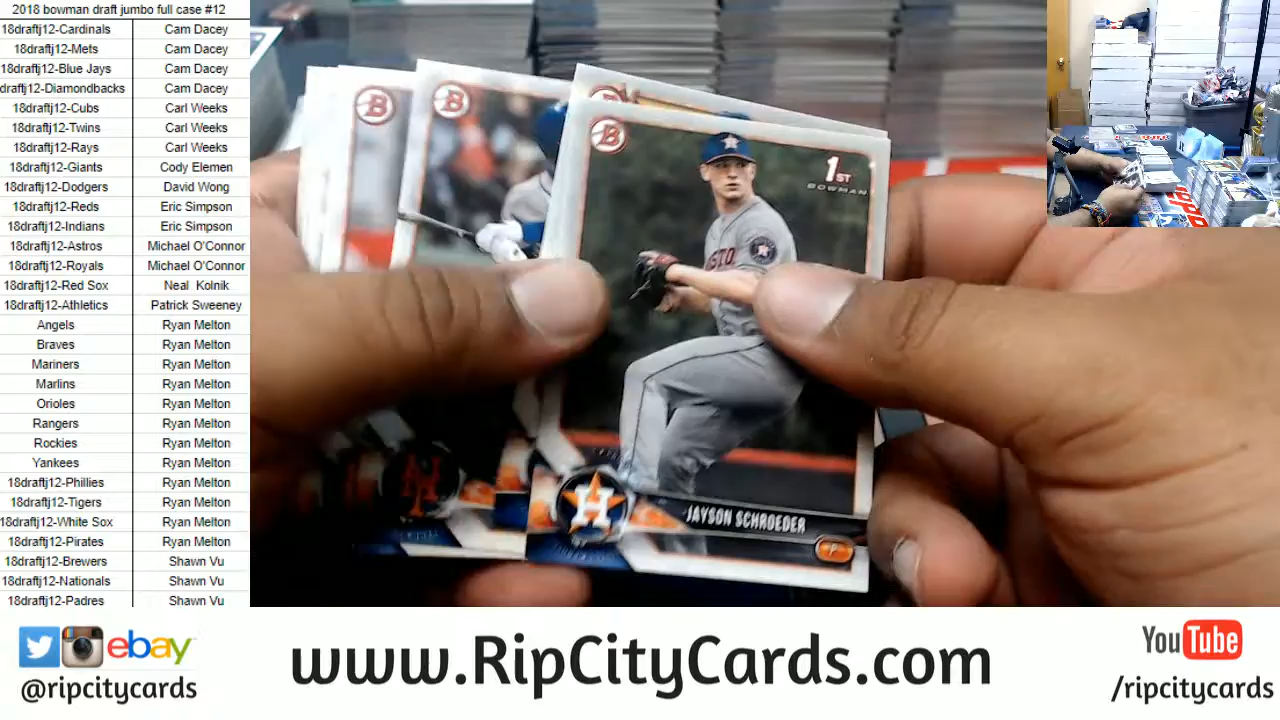 2018 bowman draft jumbo full case #12
18draftj12-Cardinals Cam Dacey
18draftj12-Mets Cam Dacey
18draftj12-Blue Jays Cam Dacey
draftj12-Diamondbacks Cam Dacey
18draftj12-Cubs Carl Weeks
18draftj12-Twins Carl Weeks
18draftj12-Rays Carl Weeks
18draftj12-Giants Cody Elemen
18draftj12-Dodgers David Wong
18draftj12-Reds Eric Simpson
18draftj12-Indians Eric Simpson
18draftj12-Astros Michael O'Connor
18draftj12-Royals Michael O'Connor
18draftj12-Red Sox Neal Kolnik
18draftj12-Athletics Patrick Sweeney
Angels Ryan Melton
Braves Ryan Melton
Mariners Ryan Melton
Marlins Ryan Melton
Orioles Ryan Melton
Rangers Ryan Melton
Rockies Ryan Melton
Yankees Ryan Melton
18draftj12-Phillies Ryan Melton
18draftj12-Tigers Ryan Melton
18draftj12-White Sox Ryan Melton
18draftj12-Pirates Ryan Melton
18draftj12-Brewers Shawn Vu
18draftj12-Nationals Shawn Vu
18draftj12-Padres Shawn Vu
B
B
B
1ST
BOWMAN
H
JAYSON SCHROEDER
P
ebay
@ripcitycards
www.RipCityCards.com
YouTube
/ripcitycards